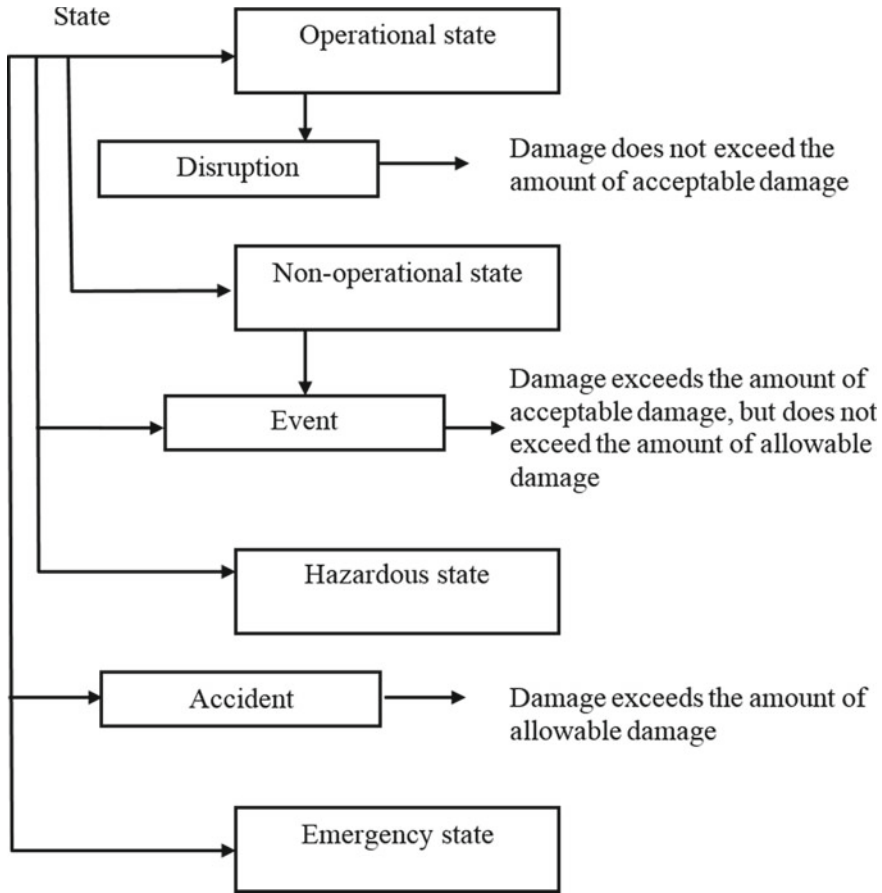 State
Operational state
Disruption
Damage does not exceed the
amount of acceptable damage
Non-operational state
Damage exceeds the amount of
acceptable damage, but does not
exceed the amount of allowable
damage
Event
Hazardous state
Accident
Damage exceeds the amount of
allowable damage
Emergency state